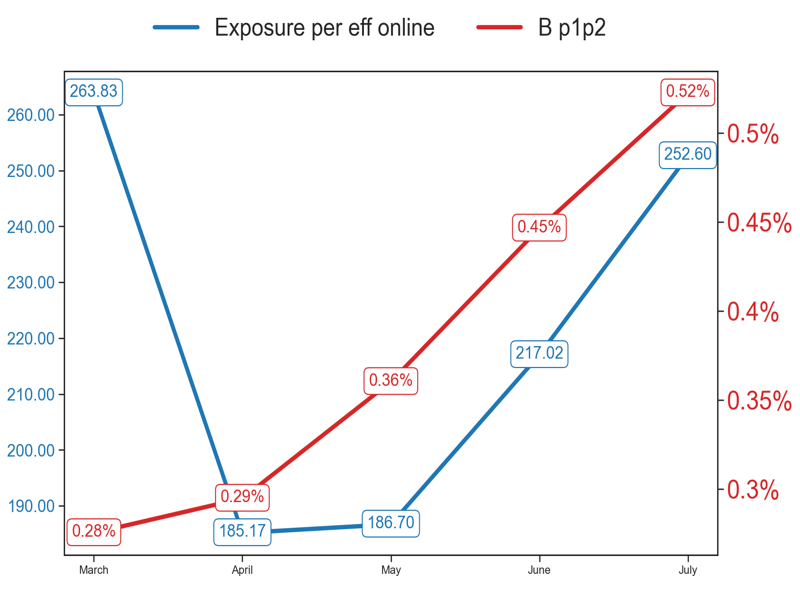 Exposure per eff online B p1p2
263.83 0.52%
260.00
0.5%
250.00 252.60
240.00 0.45% 0.45%
230.00
220.00 217.02 0.4%
210.00 0.36% 0.35%
200.00
190.00 0.29% 0.3%
0.28% 185.17 186.70
March April May June July